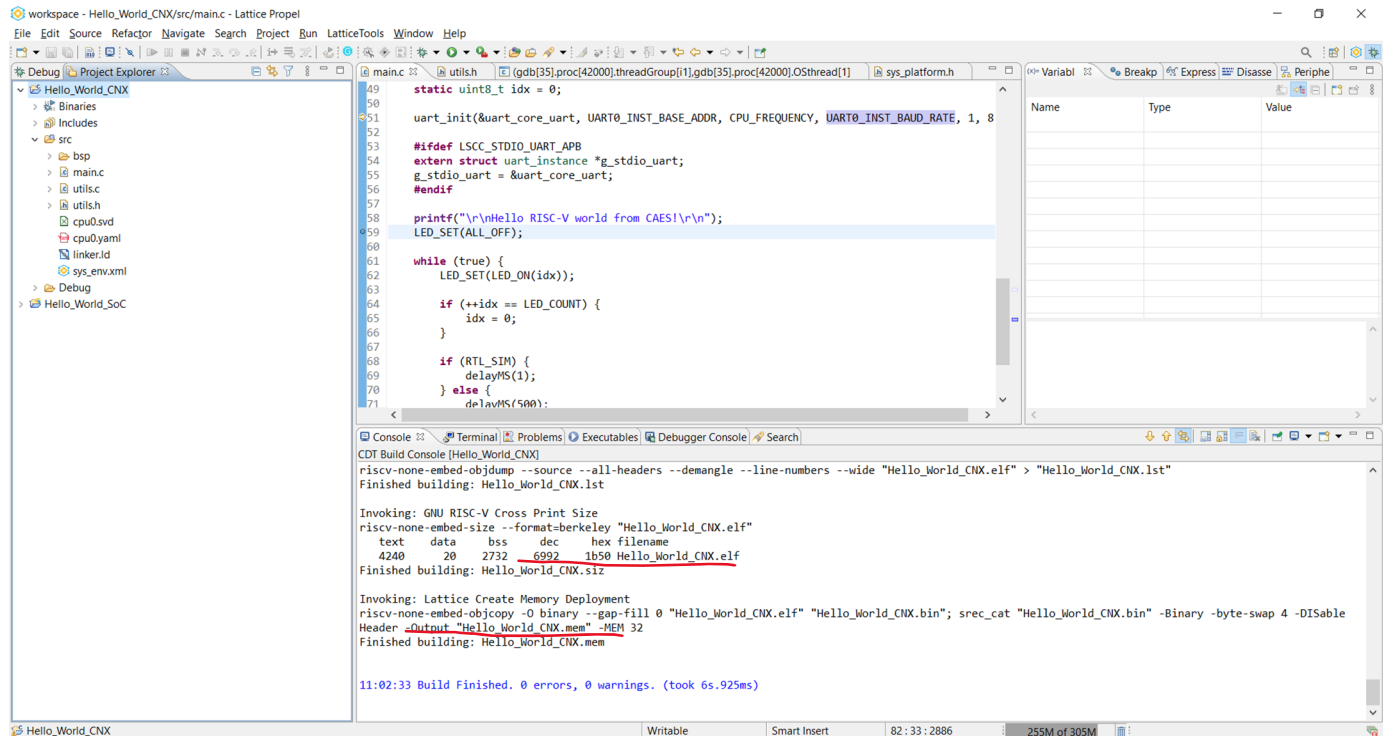 workspace - Hello_World_CNX/src/main.c - Lattice Propel
File Edit Source Refactor Navigate Search Project Run LatticeTools Window Help
Debug Project Explorer
main.c utils.h (gdb[35].proc[42000].threadGroup[i1],gdb[35].proc[42000].OSthread[1] sys_platform.h
Variabl Breakp Express Disasse Periphe
Hello_World_CNX
Binaries
Includes
src
bsp
main.c
utils.c
utils.h
cpu0.svd
cpu0.yaml
linker.ld
sys_env.xml
Debug
Hello_World_SoC
49 static uint8_t idx = 0;
50
51 uart_init(&uart_core_uart, UART0_INST_BASE_ADDR, CPU_FREQUENCY, UART0_INST_BAUD_RATE, 1, 8
52
53 #ifdef LSCC_STDIO_UART_APB
54 extern struct uart_instance *g_stdio_uart;
55 g_stdio_uart = &uart_core_uart;
56 #endif
57
58 printf("\r\nHello RISC-V world from CAES!\r\n");
59 LED_SET(ALL_OFF);
60
61 while (true) {
62 LED_SET(LED_ON(idx));
63
64 if (++idx == LED_COUNT) {
65 idx = 0;
66 }
67
68 if (RTL_SIM) {
69 delayMS(1);
70 } else {
71 delayMS(500);
Name Type Value
Console Terminal Problems Executables Debugger Console Search
CDT Build Console [Hello_World_CNX]
riscv-none-embed-objdump --source --all-headers --demangle --line-numbers --wide "Hello_World_CNX.elf" > "Hello_World_CNX.lst"
Finished building: Hello_World_CNX.lst
Invoking: GNU RISC-V Cross Print Size
riscv-none-embed-size --format=berkeley "Hello_World_CNX.elf"
text data bss dec hex filename
4240 20 2732 6992 1b50 Hello_World_CNX.elf
Finished building: Hello_World_CNX.siz
Invoking: Lattice Create Memory Deployment
riscv-none-embed-objcopy -O binary --gap-fill 0 "Hello_World_CNX.elf" "Hello_World_CNX.bin"; srec_cat "Hello_World_CNX.bin" -Binary -byte-swap 4 -DISable
Header -Output "Hello_World_CNX.mem" -MEM 32
Finished building: Hello_World_CNX.mem
11:02:33 Build Finished. 0 errors, 0 warnings. (took 6s.925ms)
Hello_World_CNX Writable Smart Insert 82 : 33 : 2886 255M of 305M